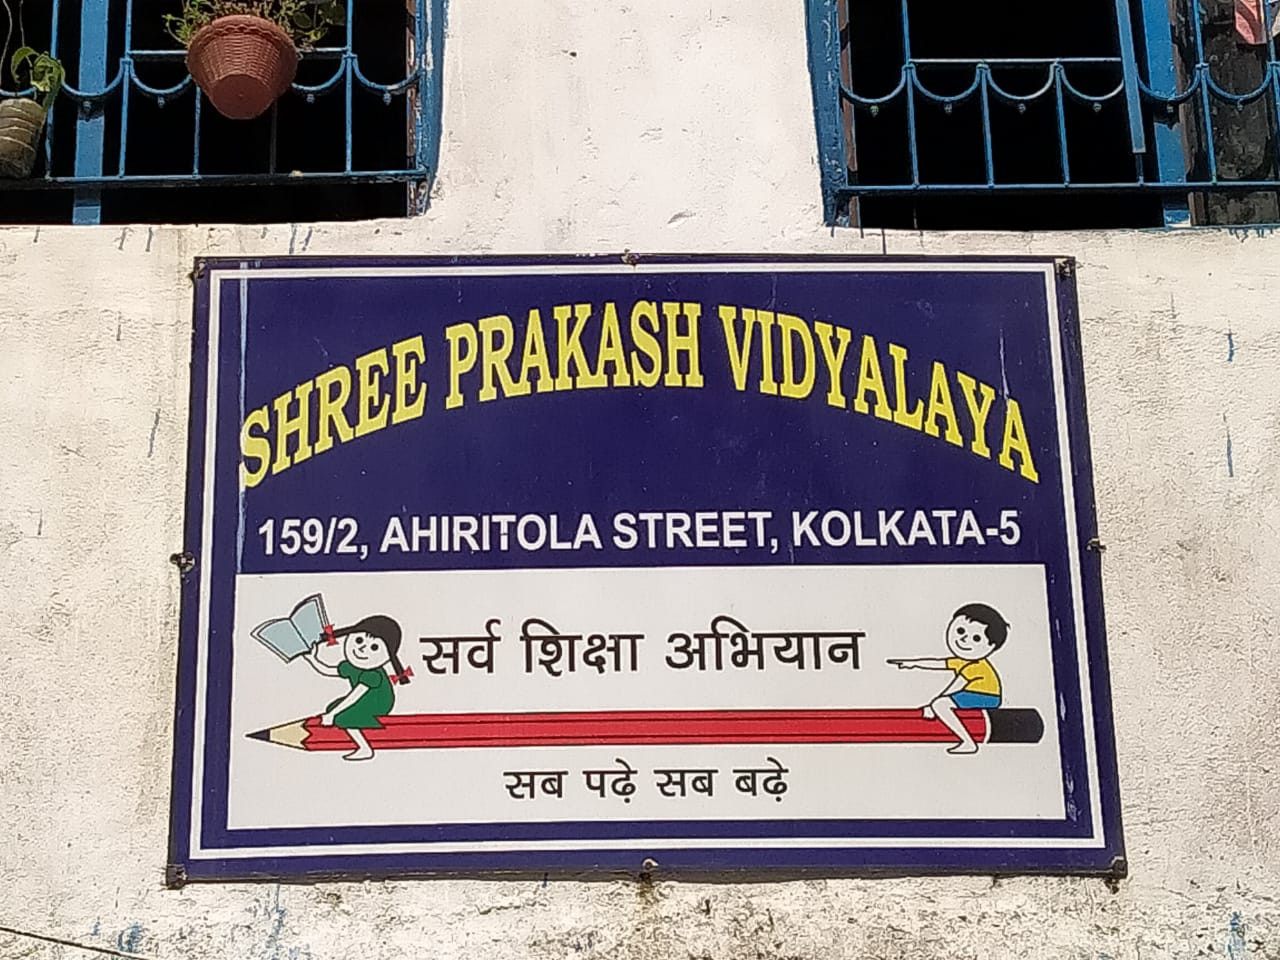 SHREE PRAKASH VIDYALAYA
159/2, AHIRITOLA STREET, KOLKATA-5
सर्व शिक्षा अभियान
सब पढ़े सब बढ़े